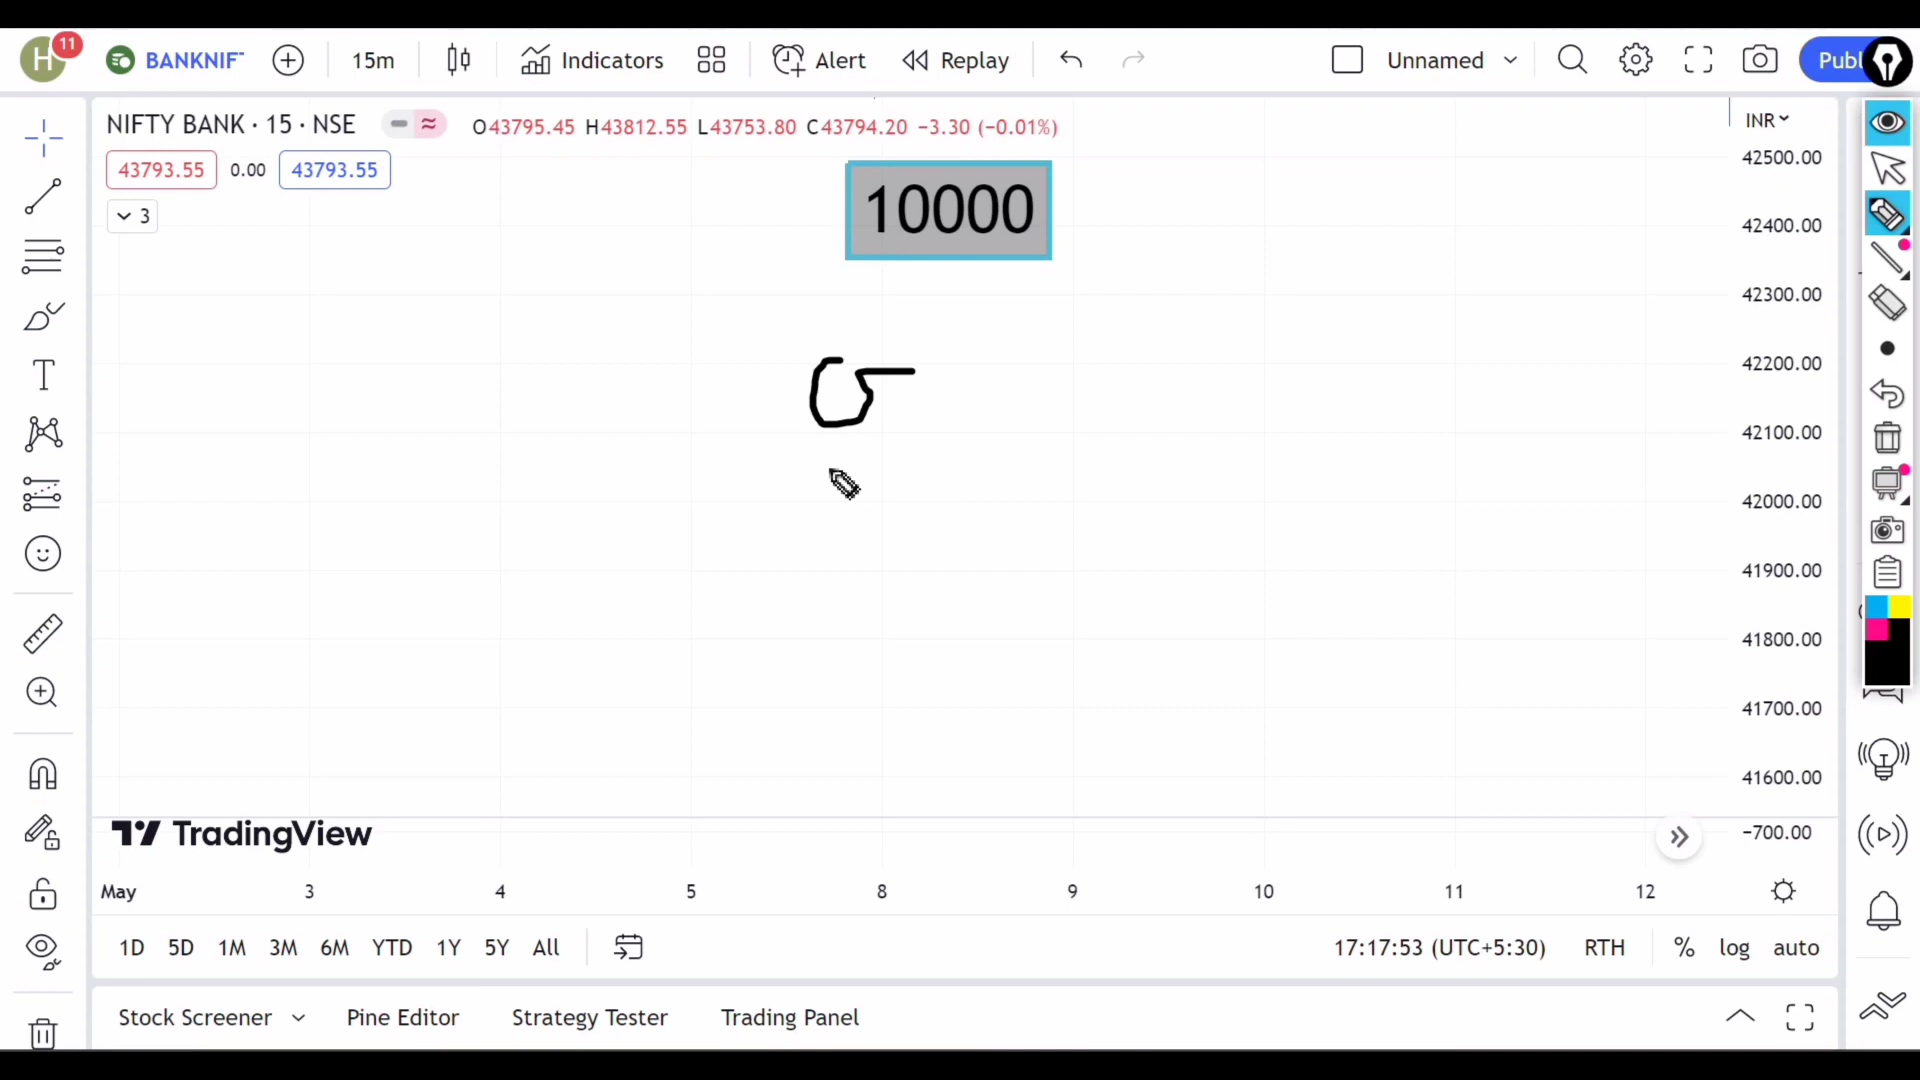 H 11 BANKNIF 15m Indicators Alert Replay Unnamed Publ
NIFTY BANK · 15 · NSE O43795.45 H43812.55 L43753.80 C43794.20 −3.30 (−0.01%) INR
43793.55 0.00 43793.55
3
10000
42500.00
42400.00
42300.00
42200.00
42100.00
42000.00
41900.00
41800.00
41700.00
41600.00
−700.00
TradingView
May 3 4 5 8 9 10 11 12
1D 5D 1M 3M 6M YTD 1Y 5Y All 17:17:53 (UTC+5:30) RTH % log auto
Stock Screener Pine Editor Strategy Tester Trading Panel